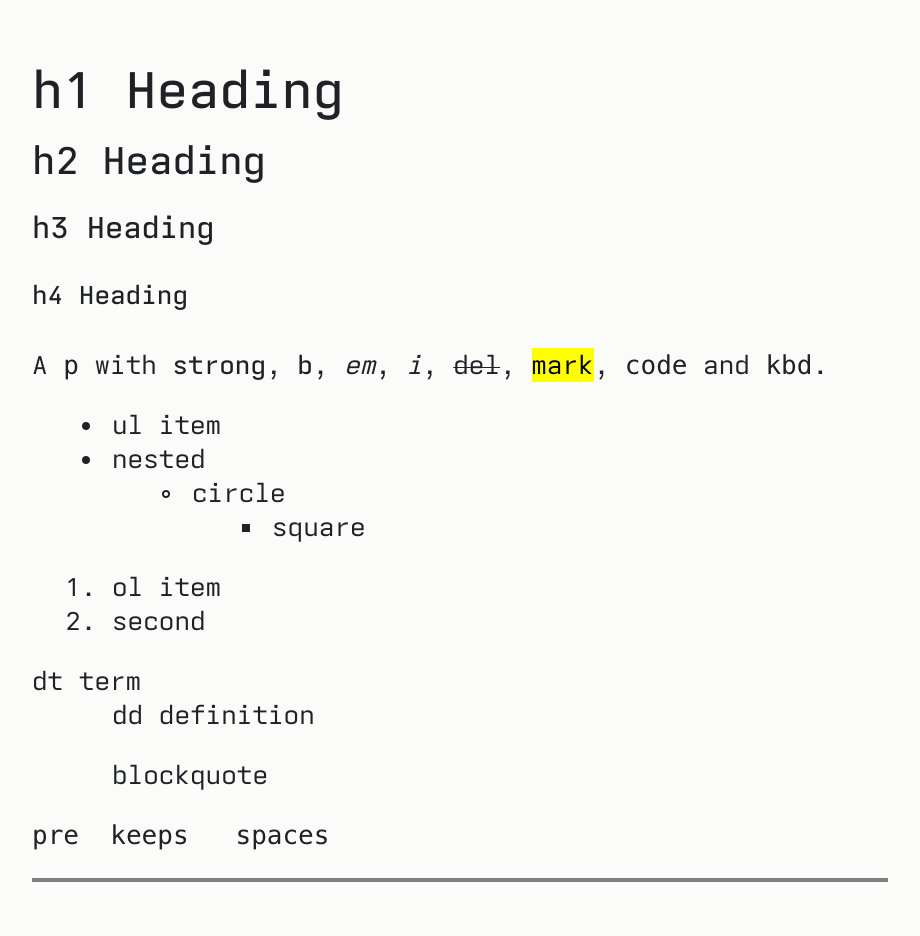 h1 Heading
h2 Heading
h3 Heading
h4 Heading
A p with strong, b, em, i, del, mark, code and kbd.
• ul item
• nested
◦ circle
▪ square
1. ol item
2. second
dt term
dd definition
blockquote
pre  keeps   spaces